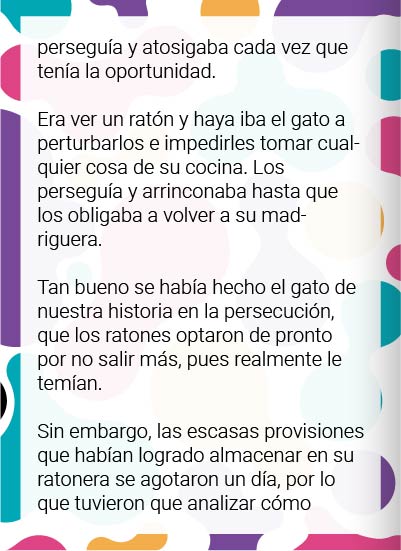 perseguía y atosigaba cada vez que
tenía la oportunidad.
Era ver un ratón y haya iba el gato a
perturbarlos e impedirles tomar cual-
quier cosa de su cocina. Los
perseguía y arrinconaba hasta que
los obligaba a volver a su mad-
riguera.
Tan bueno se había hecho el gato de
nuestra historia en la persecución,
que los ratones optaron de pronto
por no salir más, pues realmente le
temían.
Sin embargo, las escasas provisiones
que habían logrado almacenar en su
ratonera se agotaron un día, por lo
que tuvieron que analizar cómo